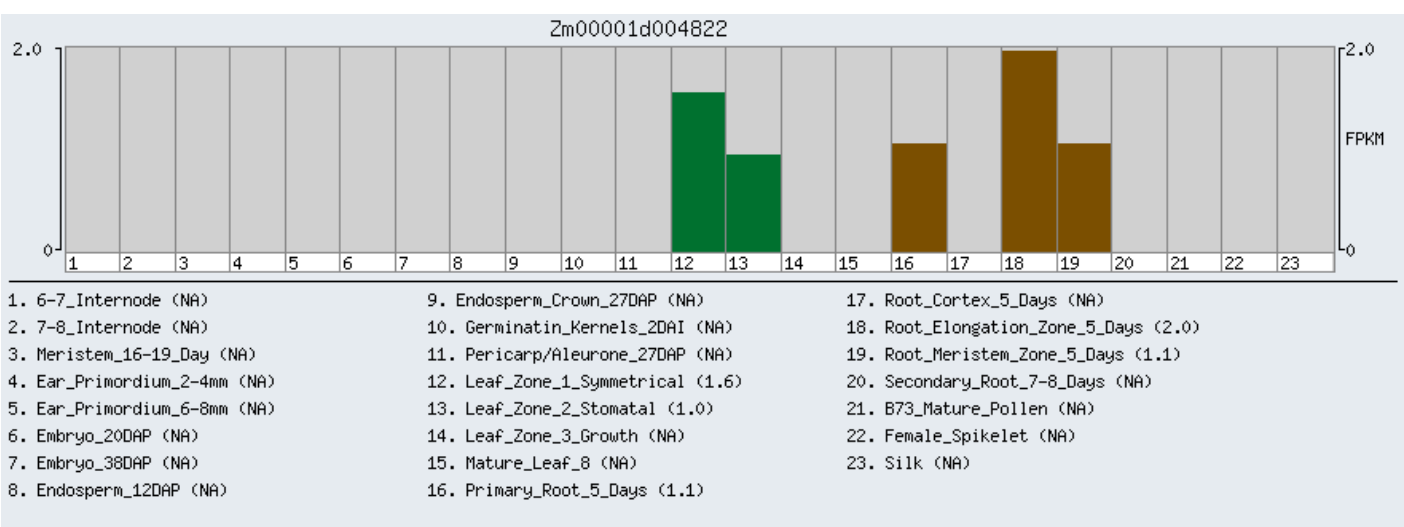 Zm00001d004822
2.0
2.0
FPKM
0
0
1 2 3 4 5 6 7 8 9 10 11 12 13 14 15 16 17 18 19 20 21 22 23
1. 6-7_Internode (NA)
2. 7-8_Internode (NA)
3. Meristem_16-19_Day (NA)
4. Ear_Primordium_2-4mm (NA)
5. Ear_Primordium_6-8mm (NA)
6. Embryo_20DAP (NA)
7. Embryo_38DAP (NA)
8. Endosperm_12DAP (NA)
9. Endosperm_Crown_27DAP (NA)
10. Germinatin_Kernels_2DAI (NA)
11. Pericarp/Aleurone_27DAP (NA)
12. Leaf_Zone_1_Symmetrical (1.6)
13. Leaf_Zone_2_Stomatal (1.0)
14. Leaf_Zone_3_Growth (NA)
15. Mature_Leaf_8 (NA)
16. Primary_Root_5_Days (1.1)
17. Root_Cortex_5_Days (NA)
18. Root_Elongation_Zone_5_Days (2.0)
19. Root_Meristem_Zone_5_Days (1.1)
20. Secondary_Root_7-8_Days (NA)
21. B73_Mature_Pollen (NA)
22. Female_Spikelet (NA)
23. Silk (NA)